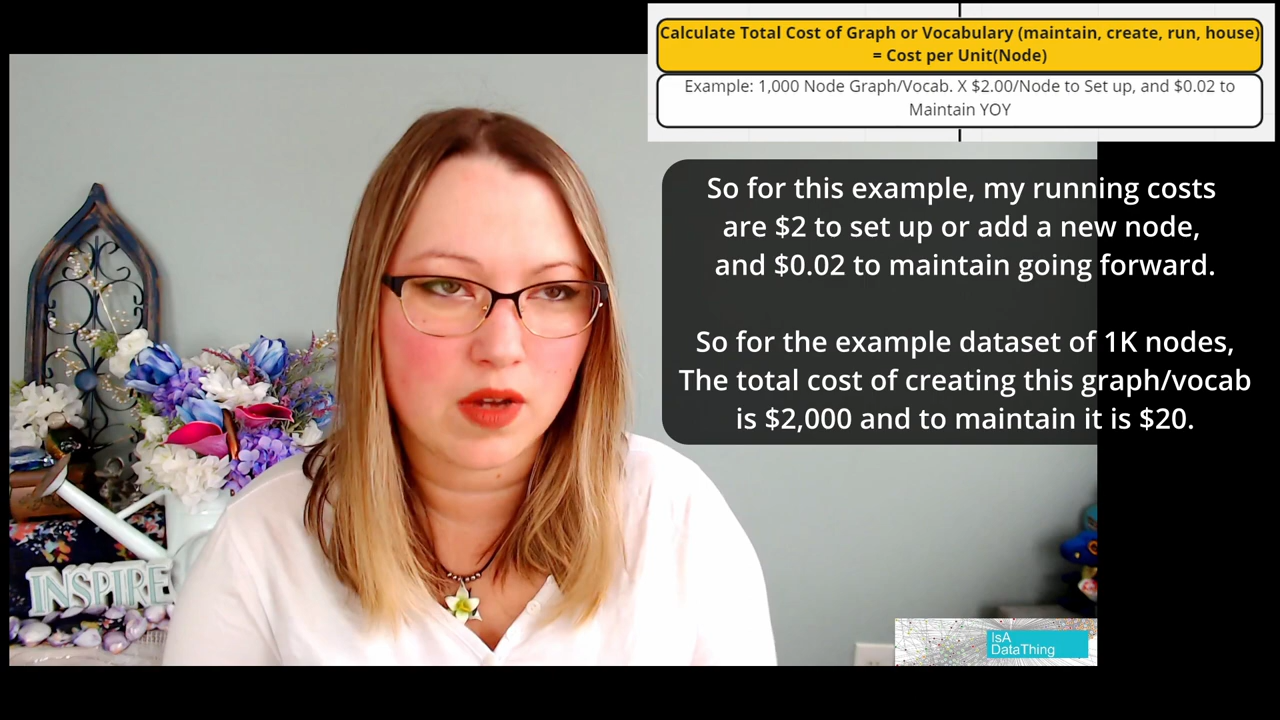 Calculate Total Cost of Graph or Vocabulary (maintain, create, run, house)
= Cost per Unit(Node)
Example: 1,000 Node Graph/Vocab. X $2.00/Node to Set up, and $0.02 to
Maintain YOY
So for this example, my running costs
are $2 to set up or add a new node,
and $0.02 to maintain going forward.
So for the example dataset of 1K nodes,
The total cost of creating this graph/vocab
is $2,000 and to maintain it is $20.
INSPIRE
IsA
DataThing